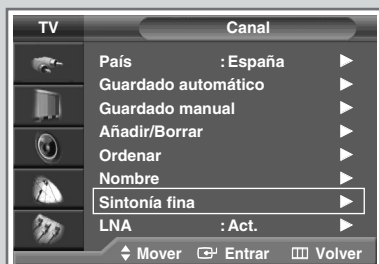 TV Canal
País : España
Guardado automático
Guardado manual
Añadir/Borrar
Ordenar
Nombre
Sintonía fina
LNA : Act.
Mover Entrar Volver